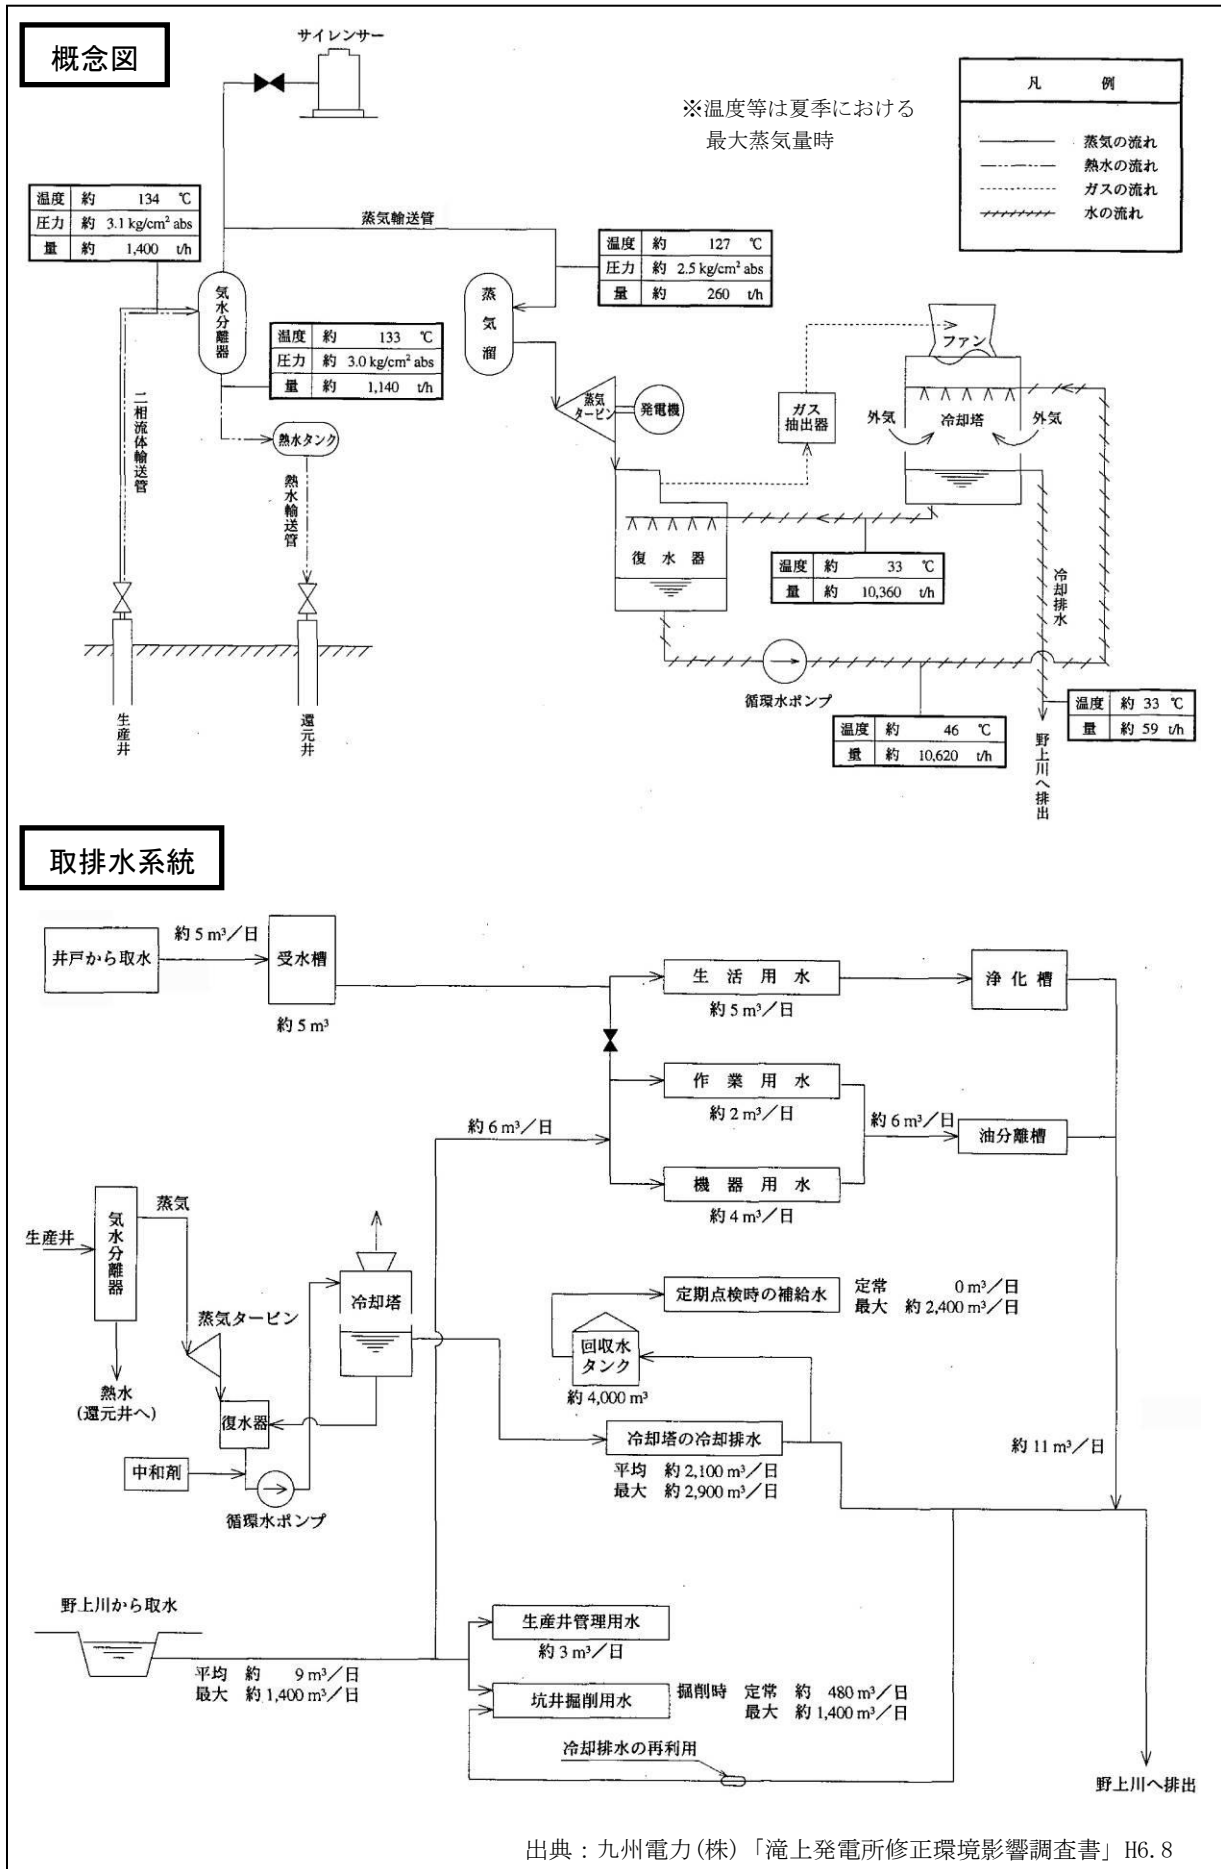 概念図
サイレンサー
※温度等は夏季における
最大蒸気量時
凡 例
蒸気の流れ
熱水の流れ
ガスの流れ
水の流れ
温度 約 134 ℃
圧力 約 3.1 kg/cm² abs
量 約 1,400 t/h
蒸気輸送管
温度 約 127 ℃
圧力 約 2.5 kg/cm² abs
量 約 260 t/h
気水分離器
蒸気溜
温度 約 133 ℃
圧力 約 3.0 kg/cm² abs
量 約 1,140 t/h
ファン
蒸気
タービン
発電機
ガス
抽出器
外気
冷却塔
外気
二相流体輸送管
熱水タンク
熱水輸送管
復水器
温度 約 33 ℃
量 約 10,360 t/h
冷却排水
循環水ポンプ
生産井
還元井
温度 約 46 ℃
量 約 10,620 t/h
温度 約 33 ℃
量 約 59 t/h
野上川へ排出
取排水系統
井戸から取水
約 5 m³/日
受水槽
約 5 m³
生活用水
約 5 m³/日
浄化槽
作業用水
約 2 m³/日
約 6 m³/日
約 6 m³/日
油分離槽
機器用水
約 4 m³/日
生産井
気水分離器
蒸気
蒸気タービン
熱水
(還元井へ)
冷却塔
復水器
中和剤
循環水ポンプ
定期点検時の補給水
定常 0 m³/日
最大 約 2,400 m³/日
回収水
タンク
約 4,000 m³
冷却塔の冷却排水
平均 約 2,100 m³/日
最大 約 2,900 m³/日
約 11 m³/日
野上川から取水
平均 約 9 m³/日
最大 約 1,400 m³/日
生産井管理用水
約 3 m³/日
坑井掘削用水
掘削時 定常 約 480 m³/日
最大 約 1,400 m³/日
冷却排水の再利用
野上川へ排出
出典：九州電力(株)「滝上発電所修正環境影響調査書」H6.8